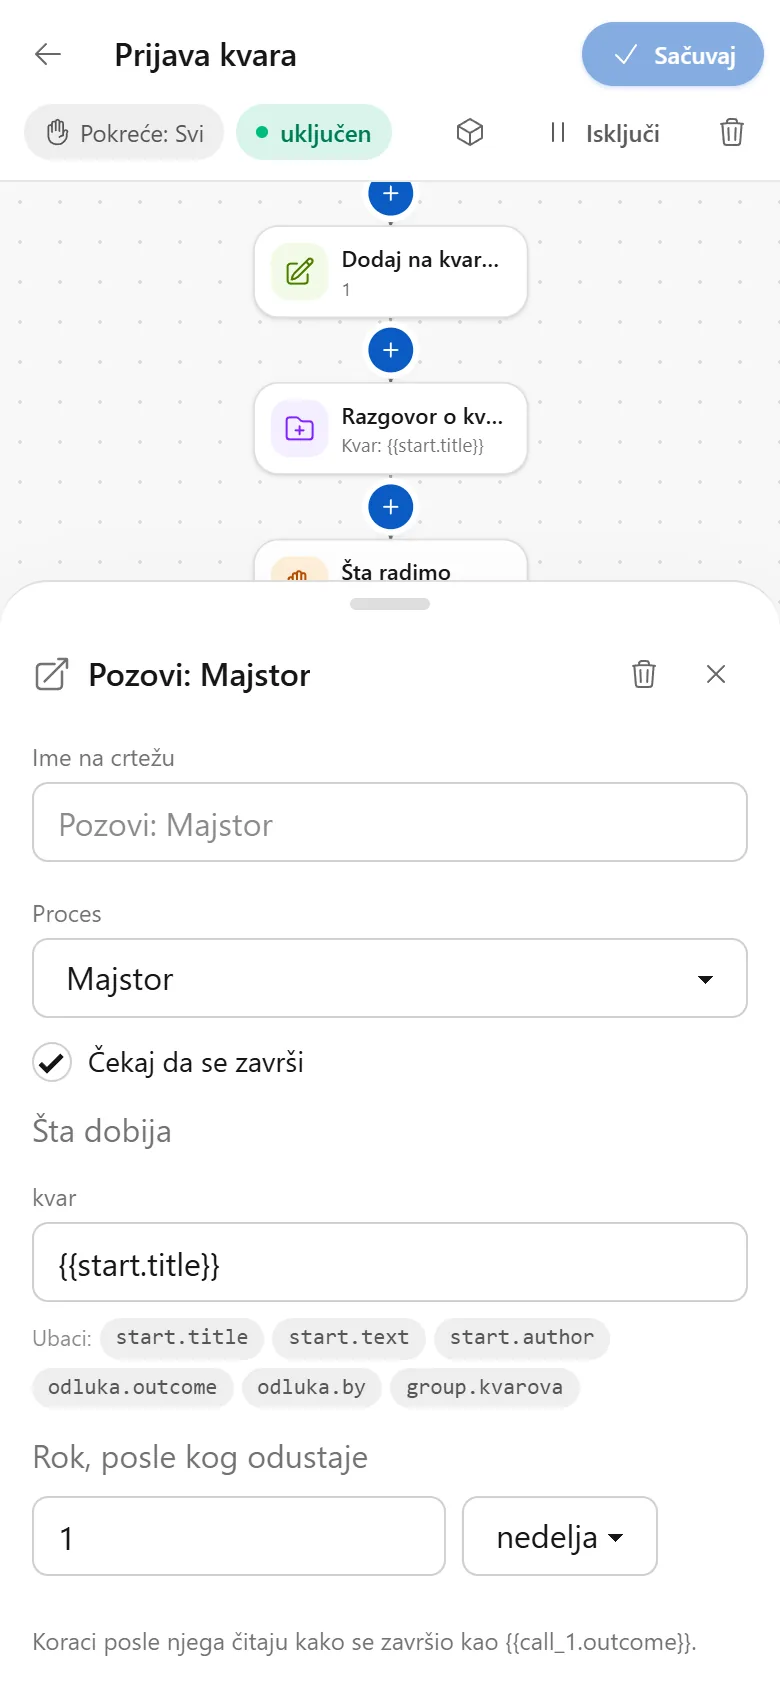 Prijava kvara
Sačuvaj
Pokreće: Svi
uključen
Isključi
Dodaj na kvar...
1
Razgovor o kv...
Kvar: {{start.title}}
Šta radimo
Pozovi: Majstor
Ime na crtežu
Pozovi: Majstor
Proces
Majstor
Čekaj da se završi
Šta dobija
kvar
{{start.title}}
Ubaci: start.title start.text start.author
odluka.outcome odluka.by group.kvarova
Rok, posle kog odustaje
1
nedelja
Koraci posle njega čitaju kako se završio kao {{call_1.outcome}}.